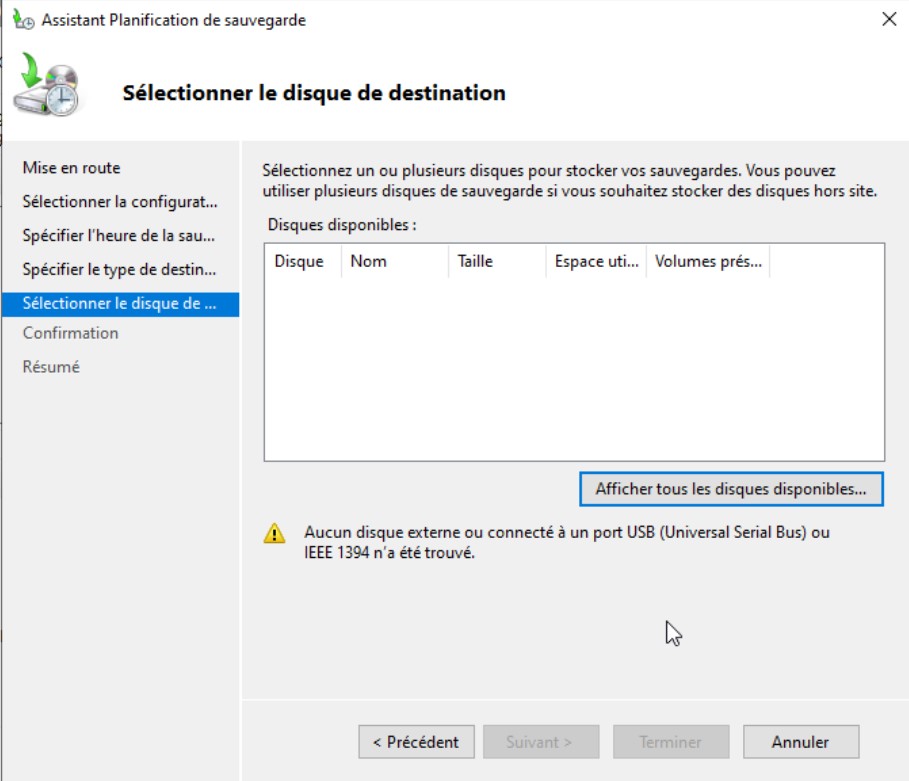 Assistant Planification de sauvegarde
Sélectionner le disque de destination
Mise en route
Sélectionner la configurat...
Spécifier l'heure de la sau...
Spécifier le type de destin...
Sélectionner le disque de ...
Confirmation
Résumé
Sélectionnez un ou plusieurs disques pour stocker vos sauvegardes. Vous pouvez
utiliser plusieurs disques de sauvegarde si vous souhaitez stocker des disques hors site.
Disques disponibles :
Disque Nom Taille Espace uti... Volumes prés...
Afficher tous les disques disponibles...
Aucun disque externe ou connecté à un port USB (Universal Serial Bus) ou
IEEE 1394 n'a été trouvé.
< Précédent Suivant > Terminer Annuler